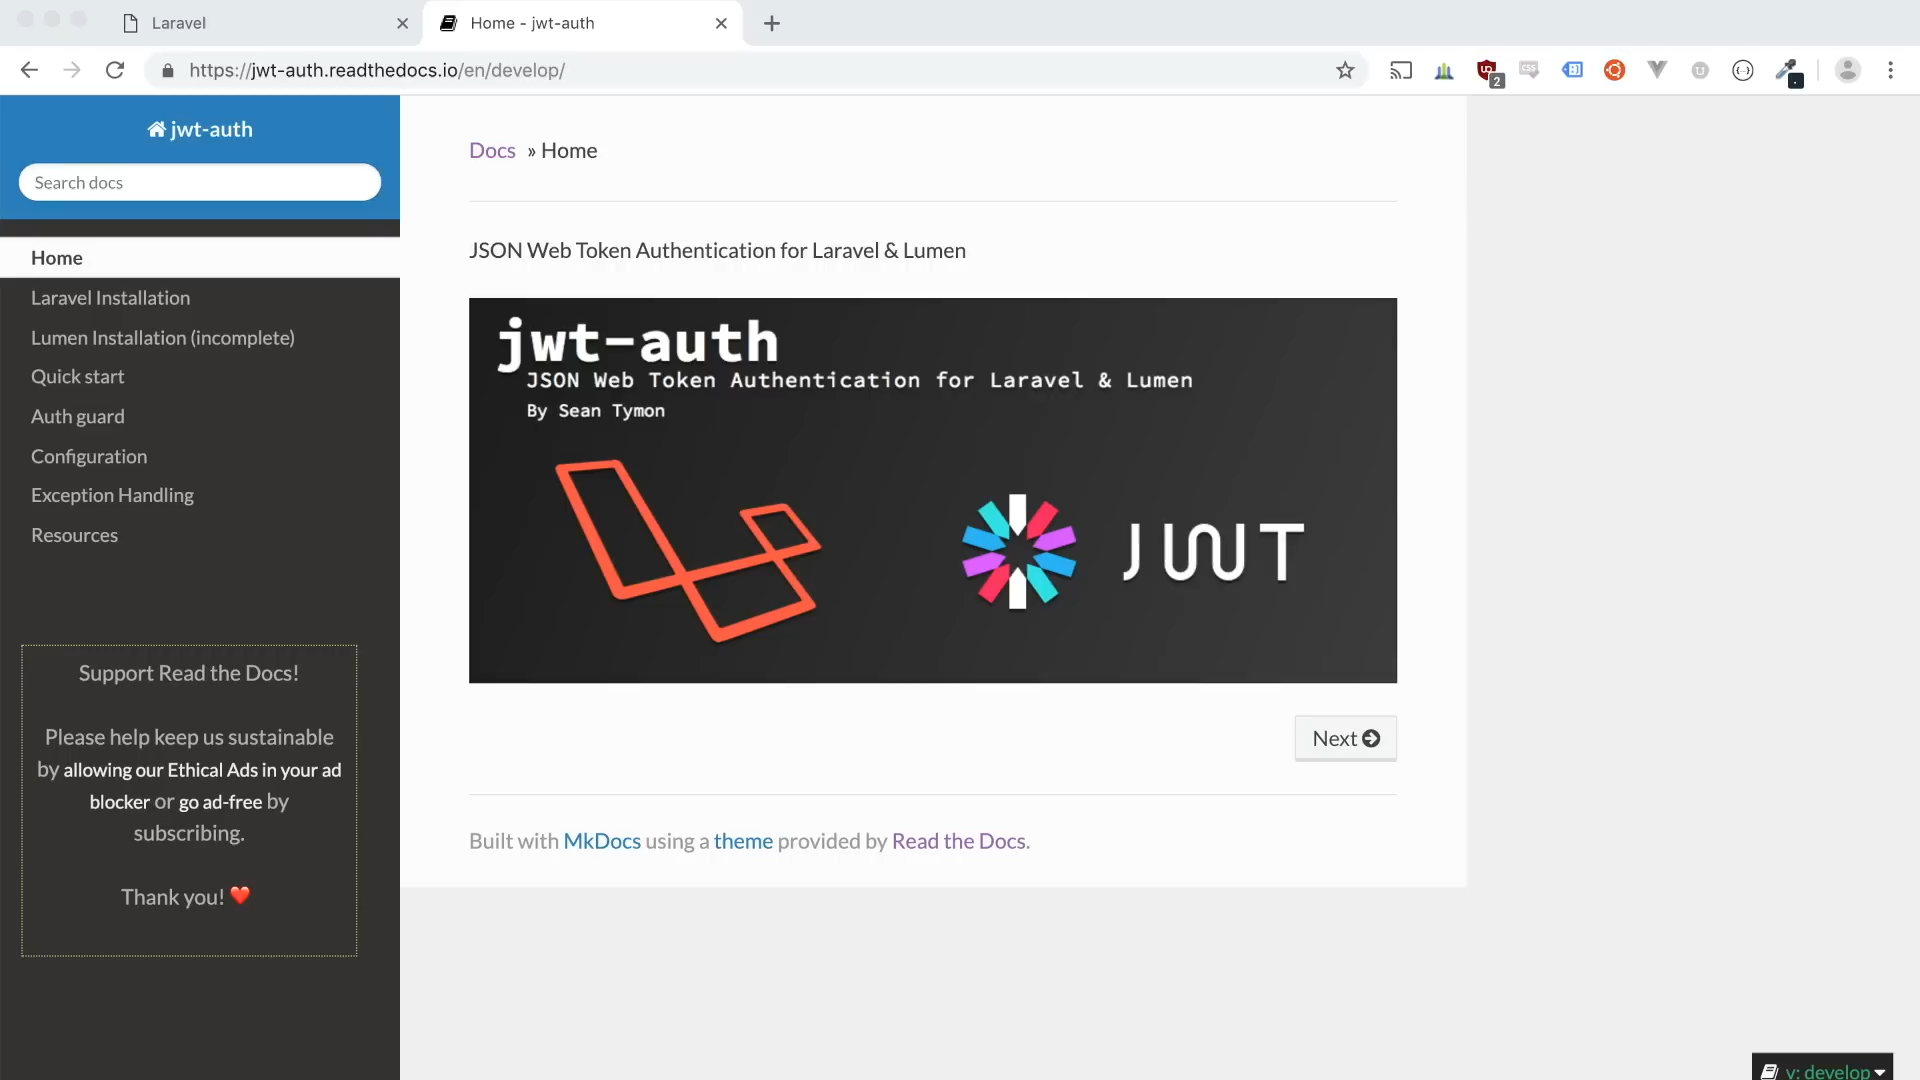 Laravel
Home - jwt-auth
https://jwt-auth.readthedocs.io/en/develop/
2
jwt-auth
Search docs
Home
Laravel Installation
Lumen Installation (incomplete)
Quick start
Auth guard
Configuration
Exception Handling
Resources
Support Read the Docs!
Please help keep us sustainable
by allowing our Ethical Ads in your ad
blocker or go ad-free by
subscribing.
Thank you! ❤️
Docs » Home
JSON Web Token Authentication for Laravel & Lumen
jwt-auth
JSON Web Token Authentication for Laravel & Lumen
By Sean Tymon
JWT
Next
Built with MkDocs using a theme provided by Read the Docs.
v: develop